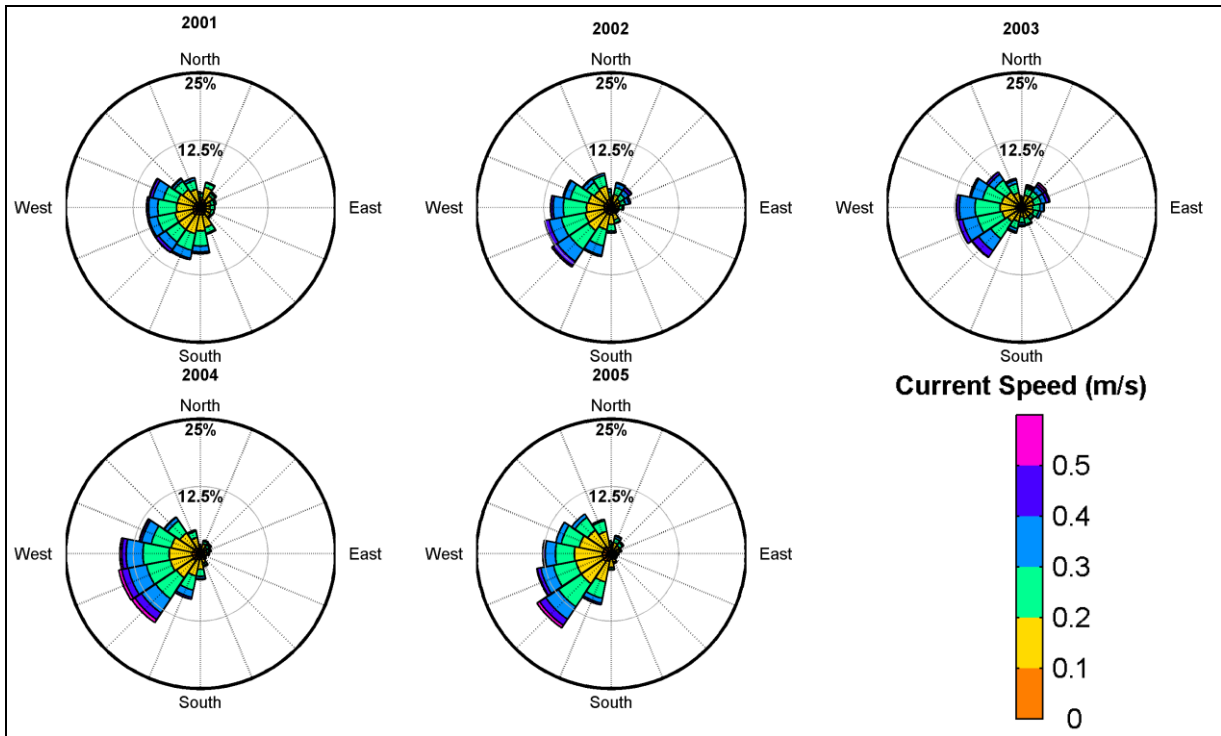 2001
North
25%
12.5%
West
East
South
2002
North
25%
12.5%
West
East
South
2003
North
25%
12.5%
West
East
South
2004
North
25%
12.5%
West
East
South
2005
North
25%
12.5%
West
East
South
Current Speed (m/s)
0.5
0.4
0.3
0.2
0.1
0